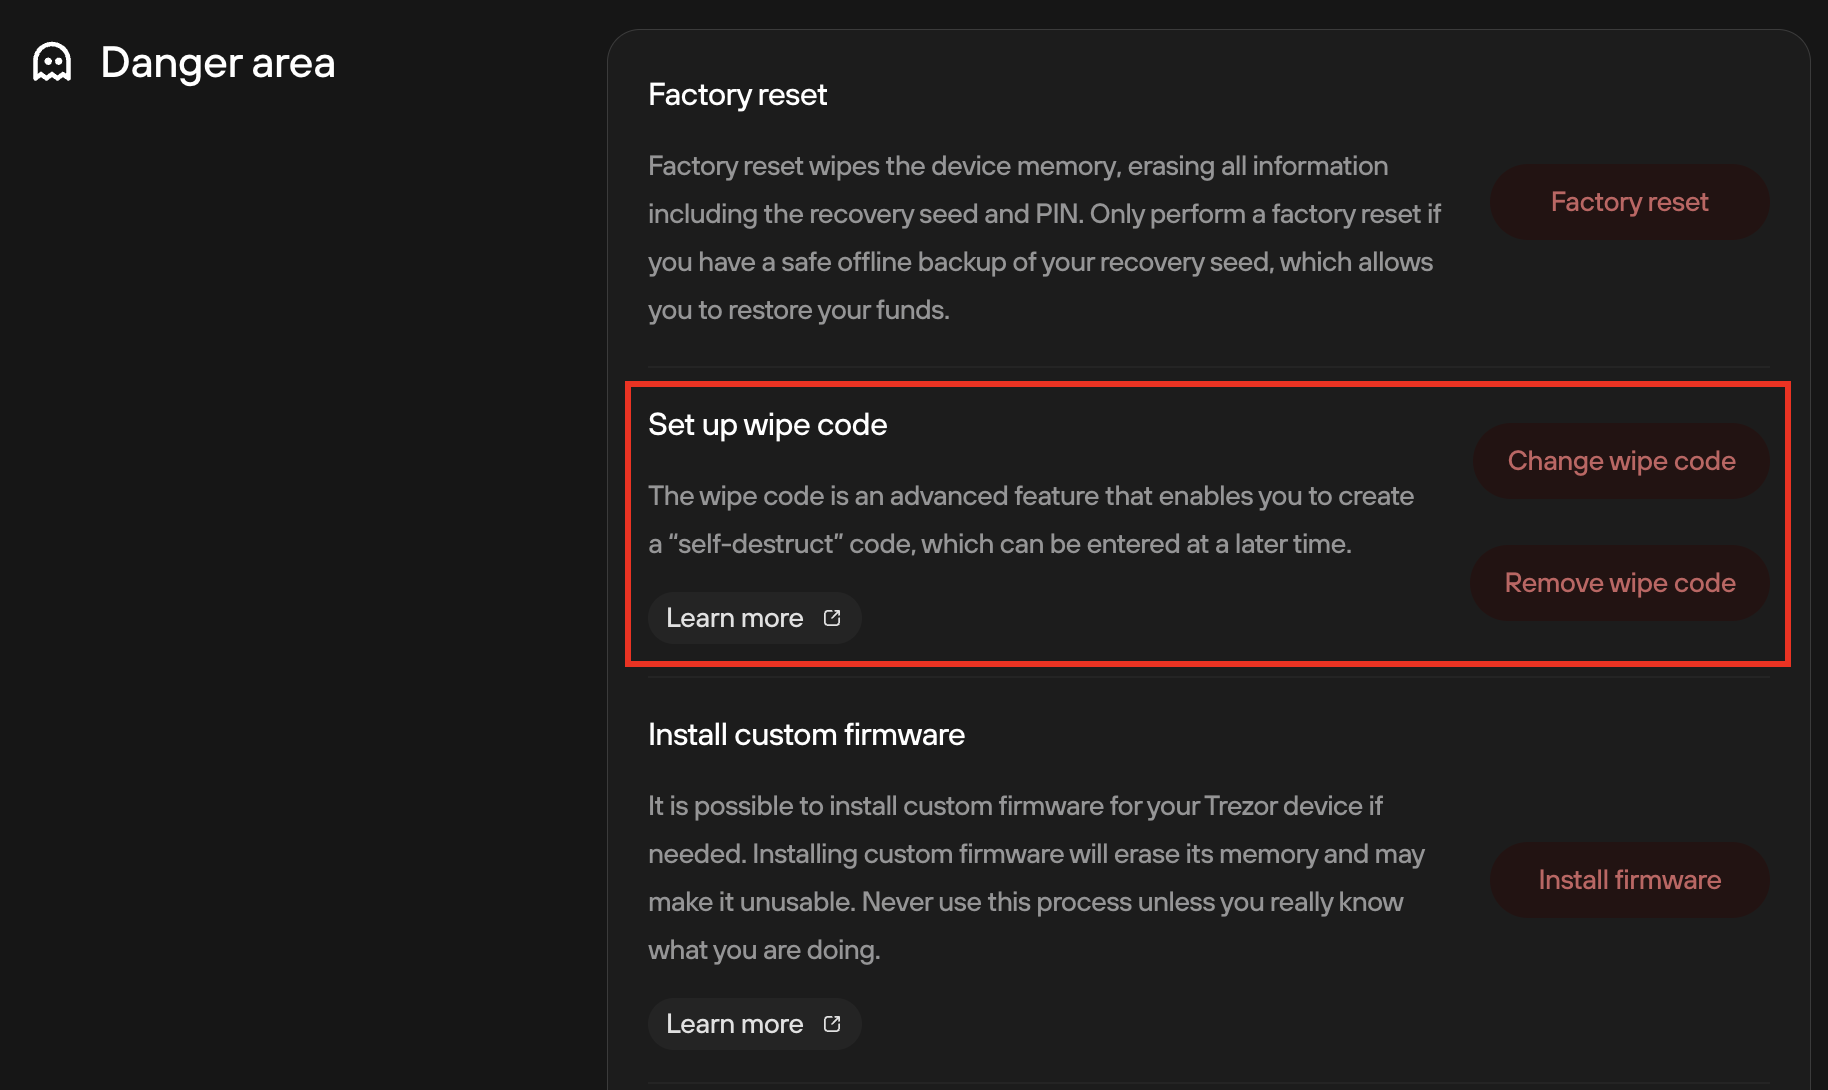 Danger area
Factory reset
Factory reset wipes the device memory, erasing all information
including the recovery seed and PIN. Only perform a factory reset if
you have a safe offline backup of your recovery seed, which allows
you to restore your funds.
Factory reset
Set up wipe code
The wipe code is an advanced feature that enables you to create
a “self-destruct” code, which can be entered at a later time.
Learn more
Change wipe code
Remove wipe code
Install custom firmware
It is possible to install custom firmware for your Trezor device if
needed. Installing custom firmware will erase its memory and may
make it unusable. Never use this process unless you really know
what you are doing.
Learn more
Install firmware